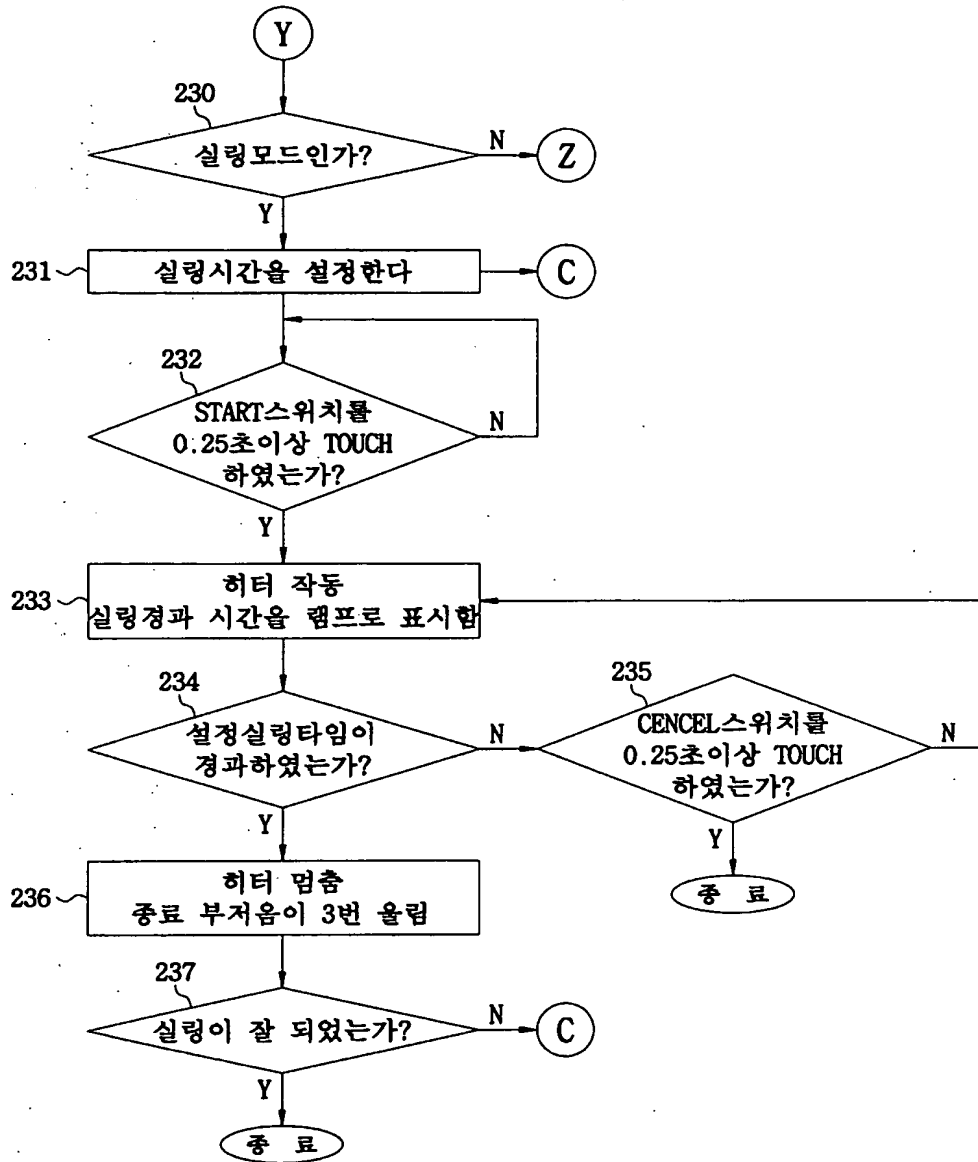 Y
230
실링모드인가?
N
Z
Y
231
실링시간을 설정한다
C
232
START스위치를
0.25초이상 TOUCH
하였는가?
N
Y
233
히터 작동
실링경과 시간을 램프로 표시함
234
설정실링타임이
경과하였는가?
N
235
CENCEL스위치를
0.25초이상 TOUCH
하였는가?
N
Y
종 료
Y
236
히터 멈춤
종료 부저음이 3번 울림
237
실링이 잘 되었는가?
N
C
Y
종 료